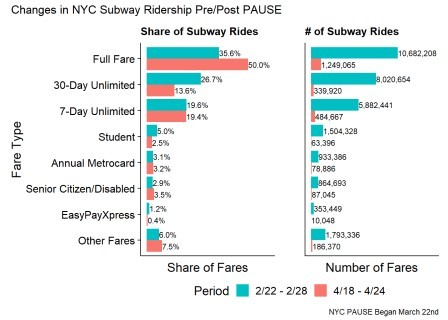 Changes in NYC Subway Ridership Pre/Post PAUSE
Share of Subway Rides
# of Subway Rides
Fare Type
Full Fare
35.6%
50.0%
10,682,208
1,249,065
30-Day Unlimited
26.7%
13.6%
8,020,654
339,920
7-Day Unlimited
19.6%
19.4%
5,882,441
484,667
Student
5.0%
2.5%
1,504,328
63,396
Annual Metrocard
3.1%
3.2%
933,386
78,886
Senior Citizen/Disabled
2.9%
3.5%
864,693
87,045
EasyPayXpress
1.2%
0.4%
353,449
10,048
Other Fares
6.0%
7.5%
1,793,336
186,370
Share of Fares
Number of Fares
Period 2/22 - 2/28 4/18 - 4/24
NYC PAUSE Began March 22nd